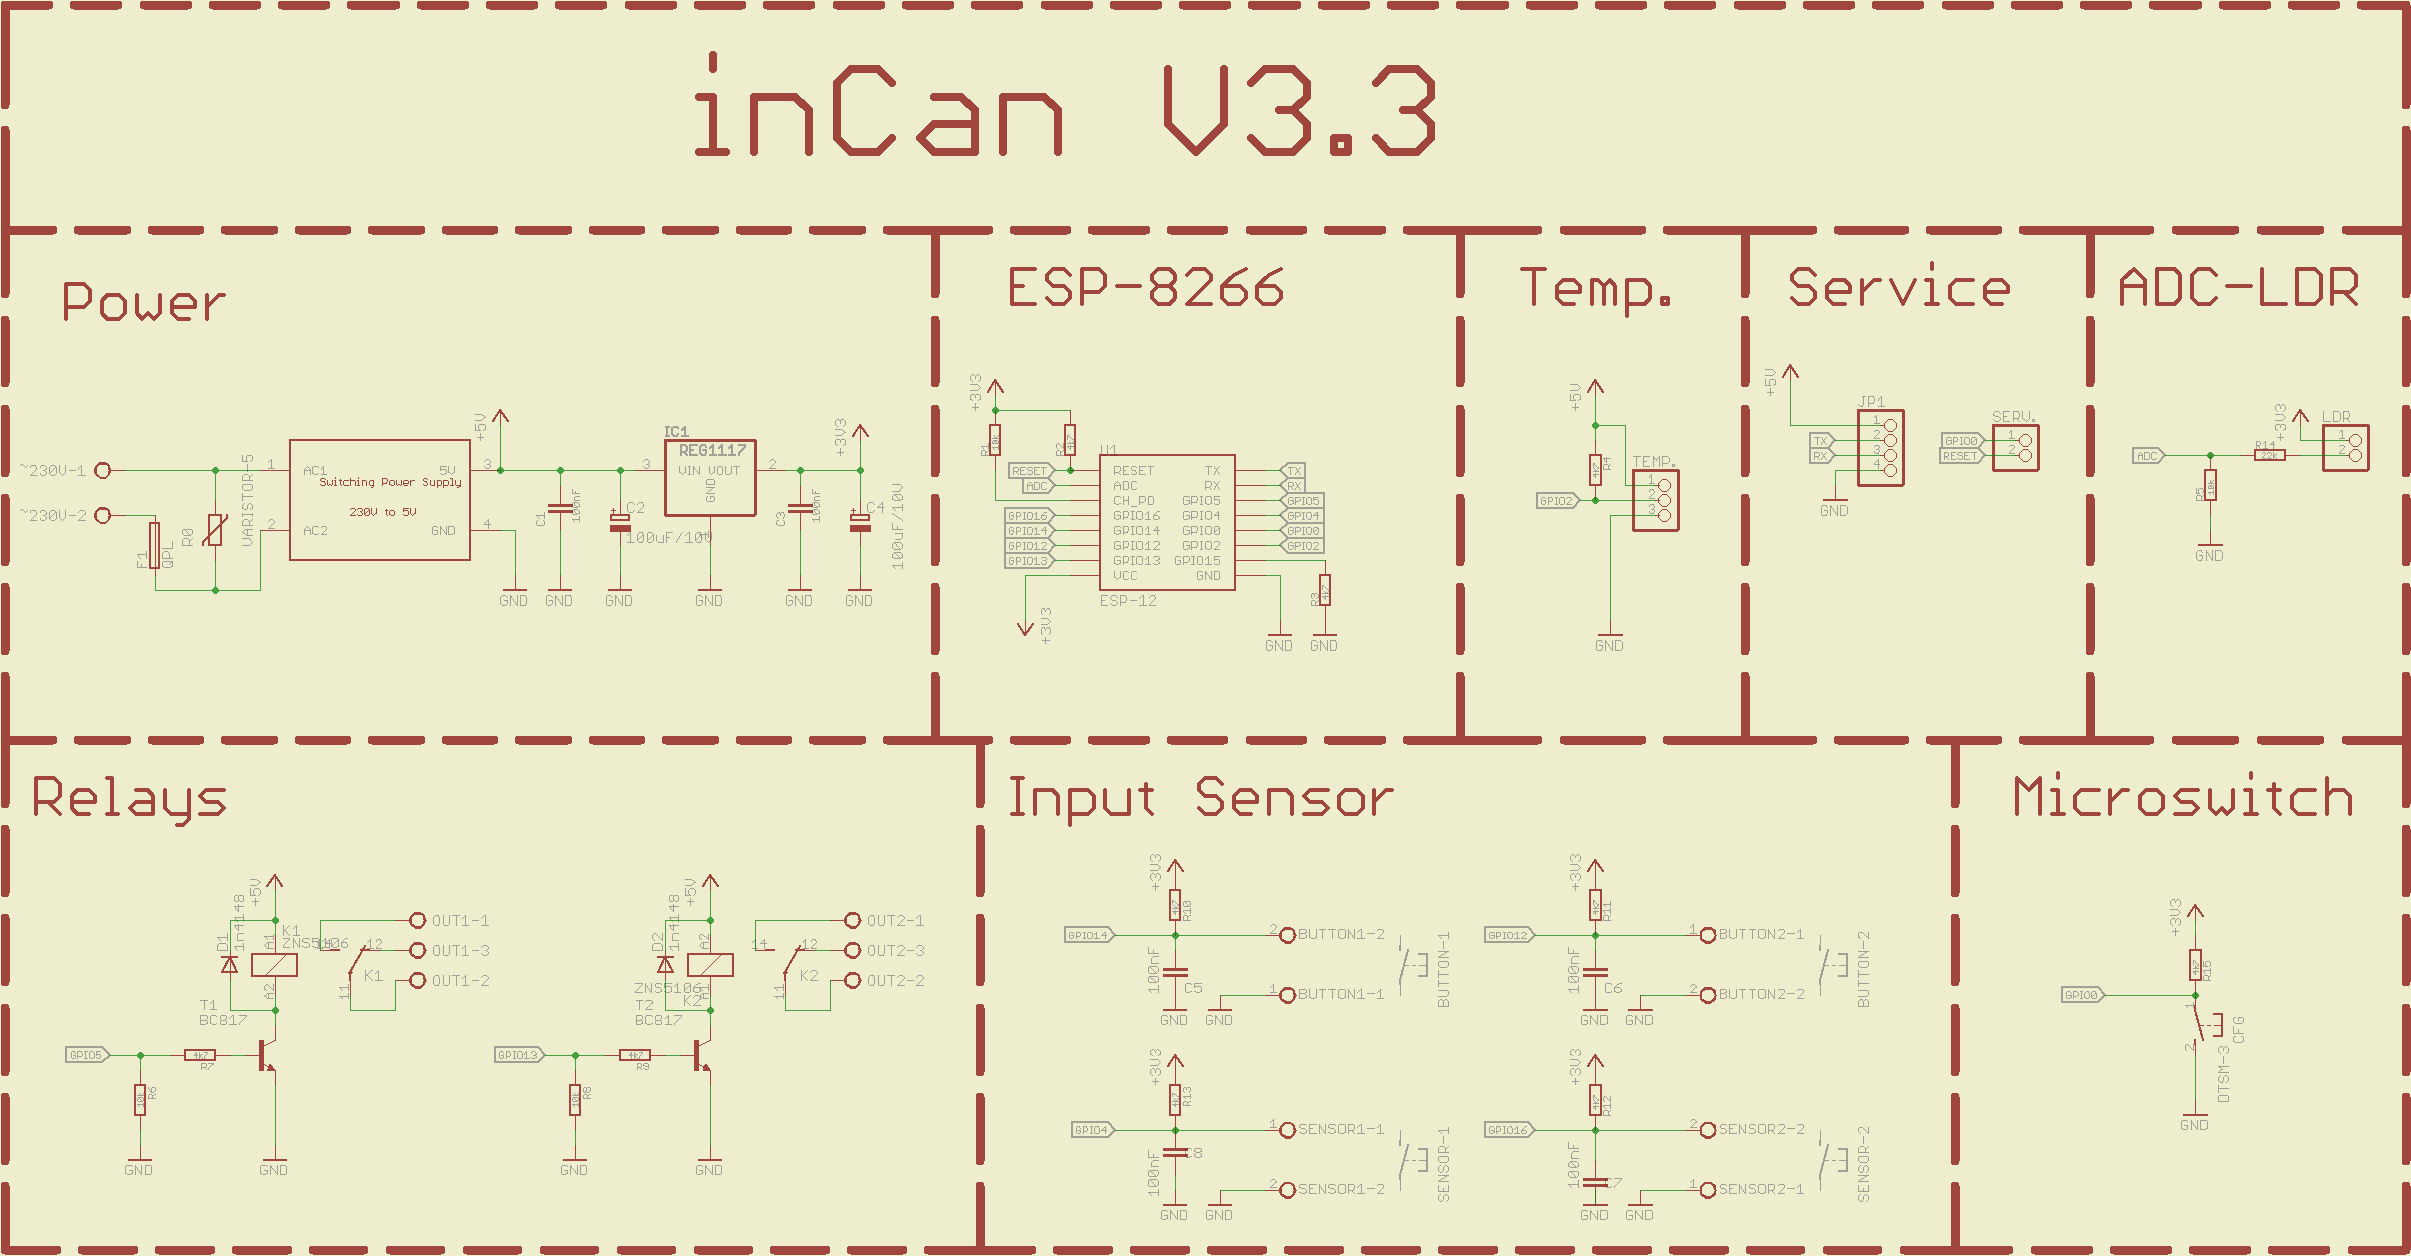 inCan V3.3
Power
~230V-1
~230V-2
F1
QPL
R0
VARISTOR-5
1
2
AC1
AC2
Switching Power Supply
230V to 5V
5V
GND
3
4
+5V
GND
C1
100nF
GND
C2
100uF/10V
GND
IC1
REG1117
3
VIN VOUT
GND
2
GND
C3
100nF
GND
+3V3
C4
100uF/10V
GND
ESP-8266
+3V3
R1
10k
R2
4k7
U1
RESET
ADC
GPIO16
GPIO14
GPIO12
GPIO13
RESET
ADC
CH_PD
GPIO16
GPIO14
GPIO12
GPIO13
VCC
TX
RX
GPIO5
GPIO4
GPIO0
GPIO2
GPIO15
GND
TX
RX
GPIO5
GPIO4
GPIO0
GPIO2
ESP-12
+3V3
R3
4k7
GND
GND
Temp.
+5V
R4
4k7
GPIO2
TEMP.
1
2
3
GND
Service
+5V
JP1
1
2
3
4
TX
RX
GND
SERV.
GPIO0
RESET
1
2
ADC-LDR
ADC
R5
10k
GND
R14
22k
+3V3
LDR
1
2
Relays
+5V
D1
1n4148
A1
A2
K1
ZNS5106
14
12
11
K1
OUT1-1
OUT1-3
OUT1-2
T1
BC817
GPIO5
R7
4k7
R6
10k
GND
GND
+5V
D2
1n4148
A2
A1
ZNS5106
K2
14
12
11
K2
OUT2-1
OUT2-3
OUT2-2
T2
BC817
GPIO13
R9
4k7
R8
10k
GND
GND
Input Sensor
+3V3
R10
4k7
GPIO14
2
BUTTON1-2
100nF
C5
1
BUTTON1-1
GND
GND
BUTTON-1
+3V3
R11
4k7
GPIO12
1
BUTTON2-1
100nF
C6
2
BUTTON2-2
GND
GND
BUTTON-2
+3V3
R13
4k7
GPIO4
1
SENSOR1-1
100nF
C8
2
SENSOR1-2
GND
GND
SENSOR-1
+3V3
R12
4k7
GPIO16
2
SENSOR2-2
100nF
C7
1
SENSOR2-1
GND
GND
SENSOR-2
Microswitch
+3V3
R15
4k7
GPIO0
1
2
CFG
DTSM-3
GND